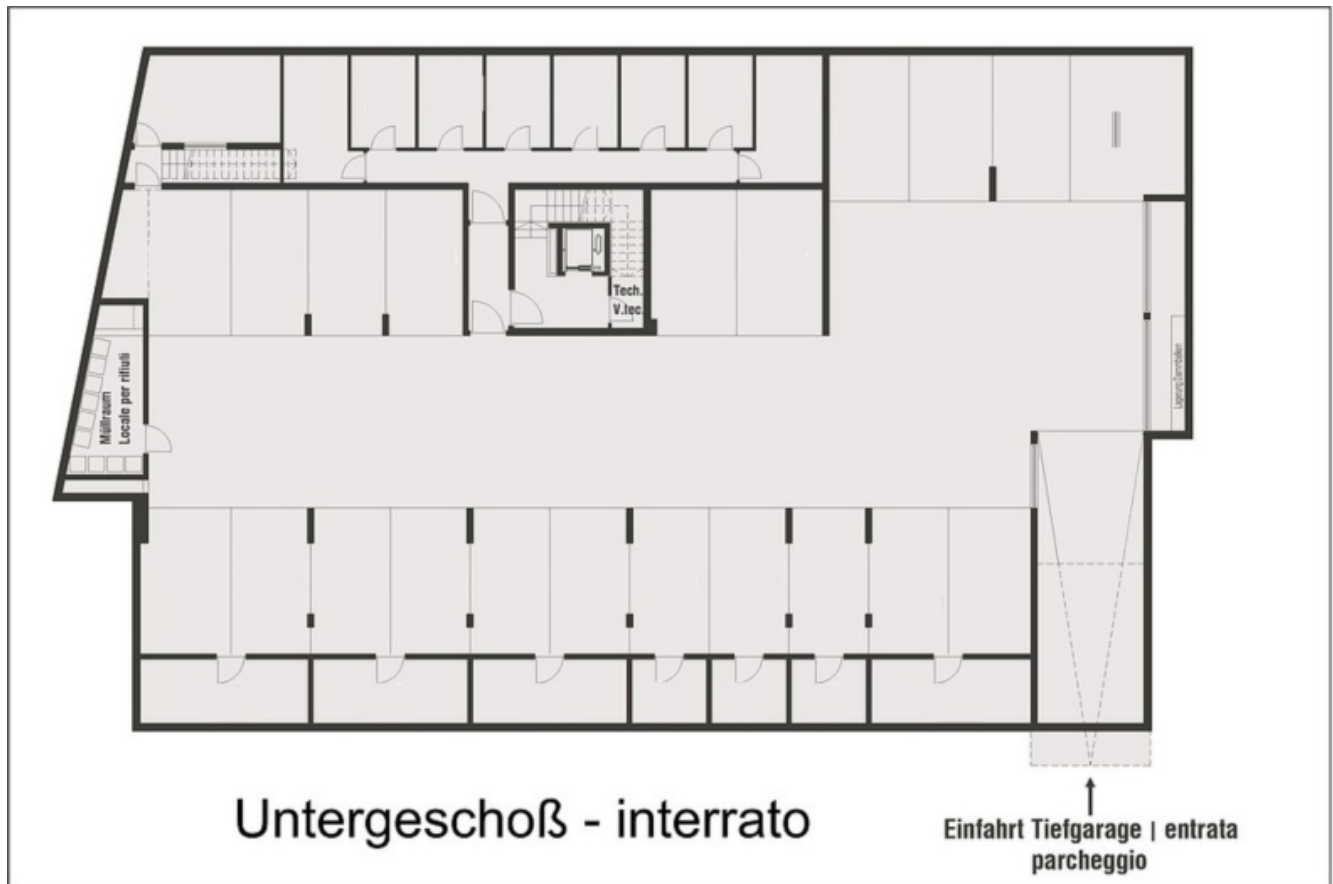 Tech.
V.tec.
Müllraum
Locale per rifiuti
Untergeschoß - interrato
Einfahrt Tiefgarage | entrata
parcheggio